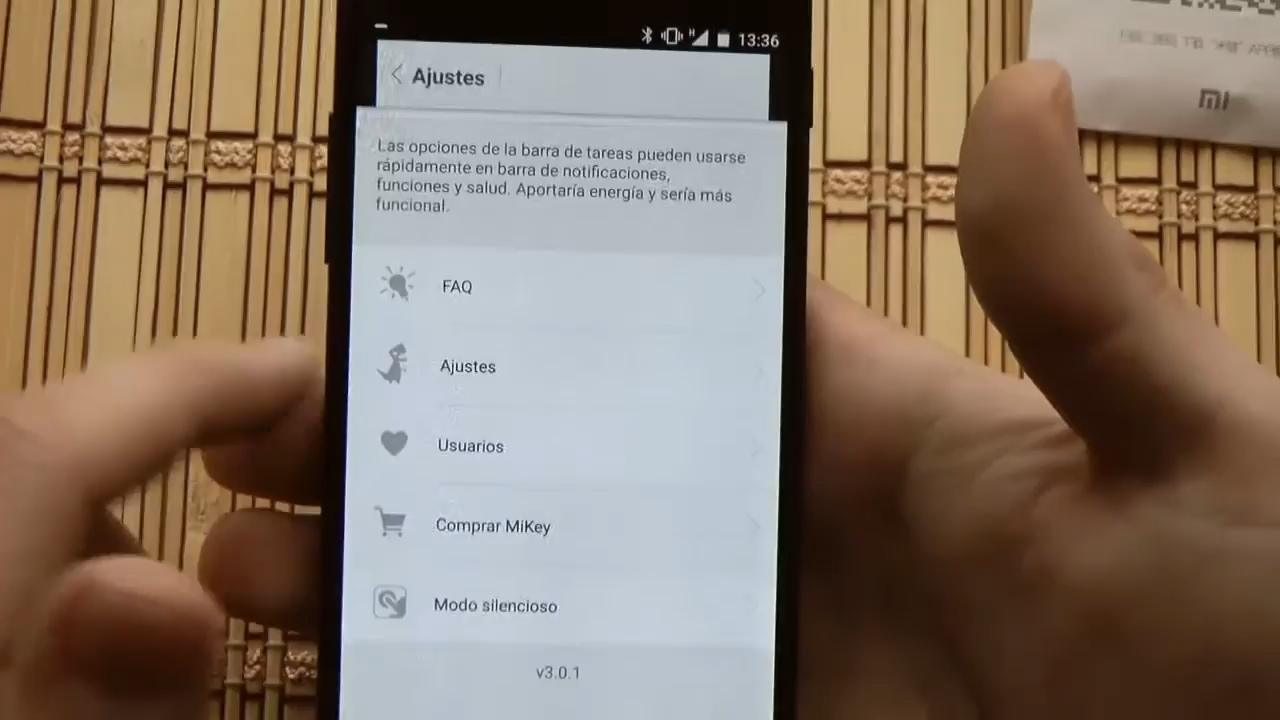 13:36
Ajustes
Las opciones de la barra de tareas pueden usarse
rápidamente en barra de notificaciones,
funciones y salud. Aportaría energía y sería más
funcional.
FAQ
Ajustes
Usuarios
Comprar MiKey
Modo silencioso
v3.0.1
MI